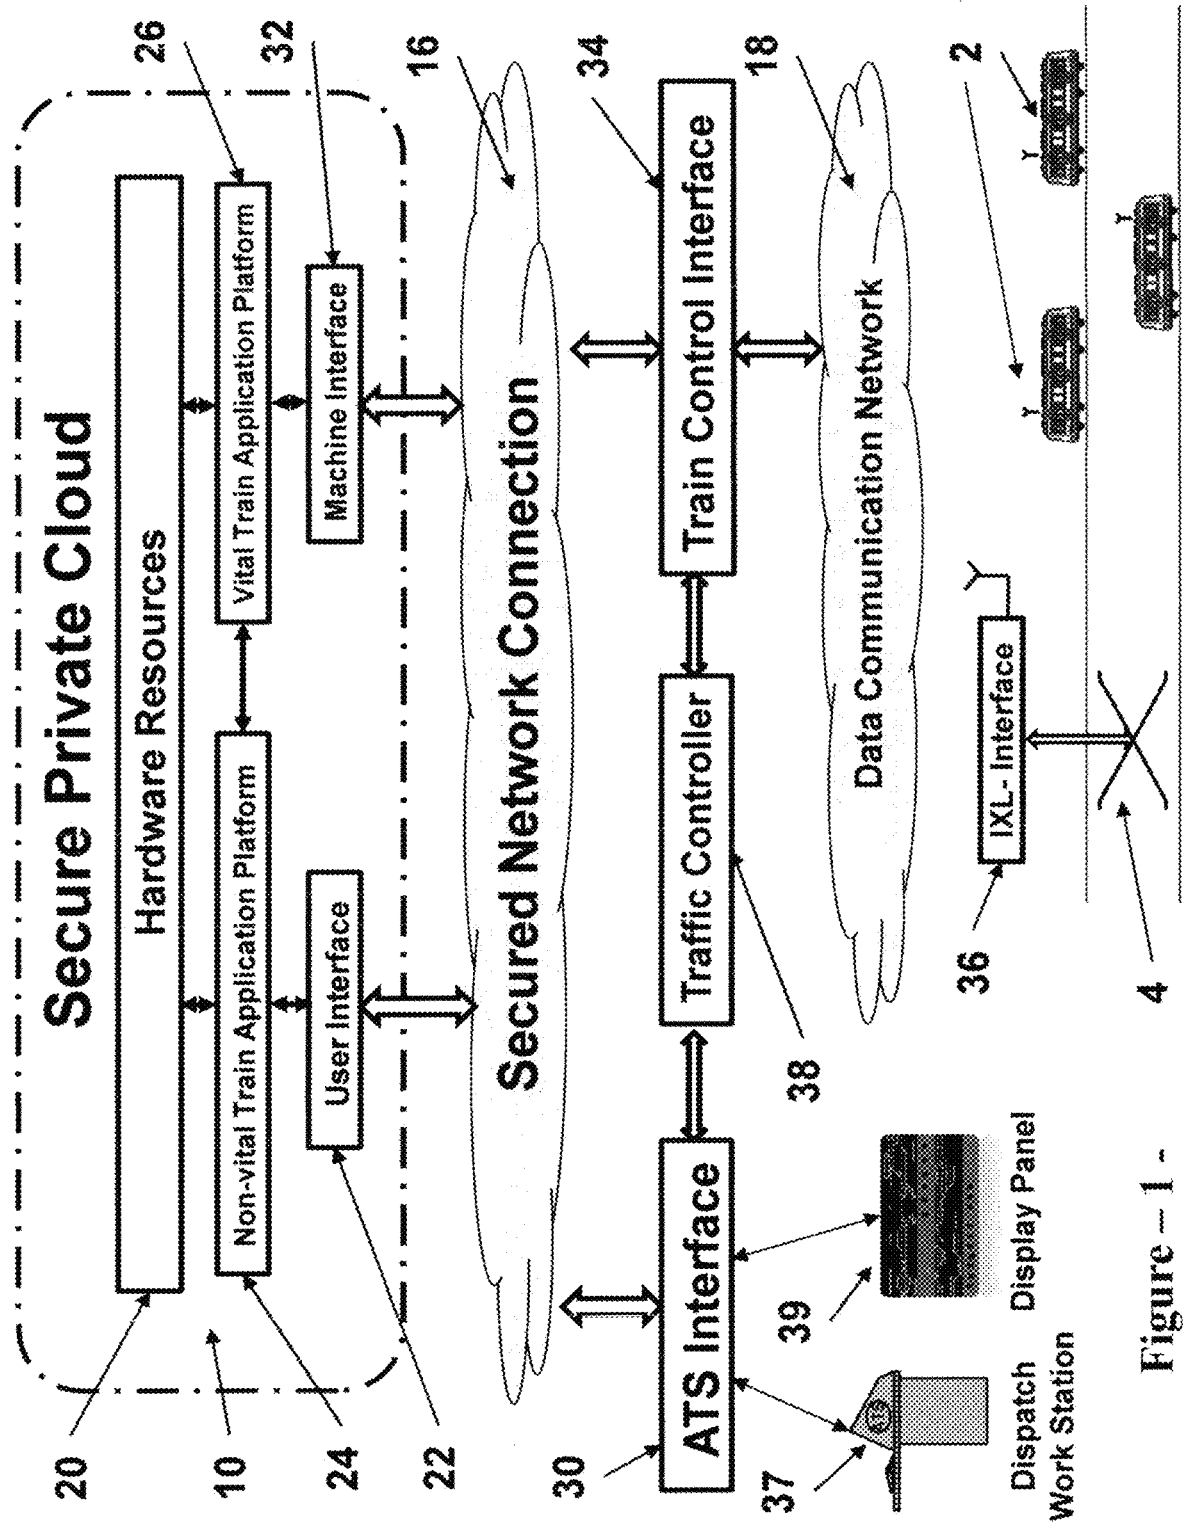 Secure Private Cloud
20
Hardware Resources
10
24
Non-vital Train Application Platform
Vital Train Application Platform
26
22
User Interface
Machine Interface
32
Secured Network Connection
16
30
ATS Interface
Traffic Controller
Train Control Interface
34
37
39
38
Data Communication Network
18
Dispatch
Work Station
Display Panel
36
IXL- Interface
2
4
Figure – 1 -